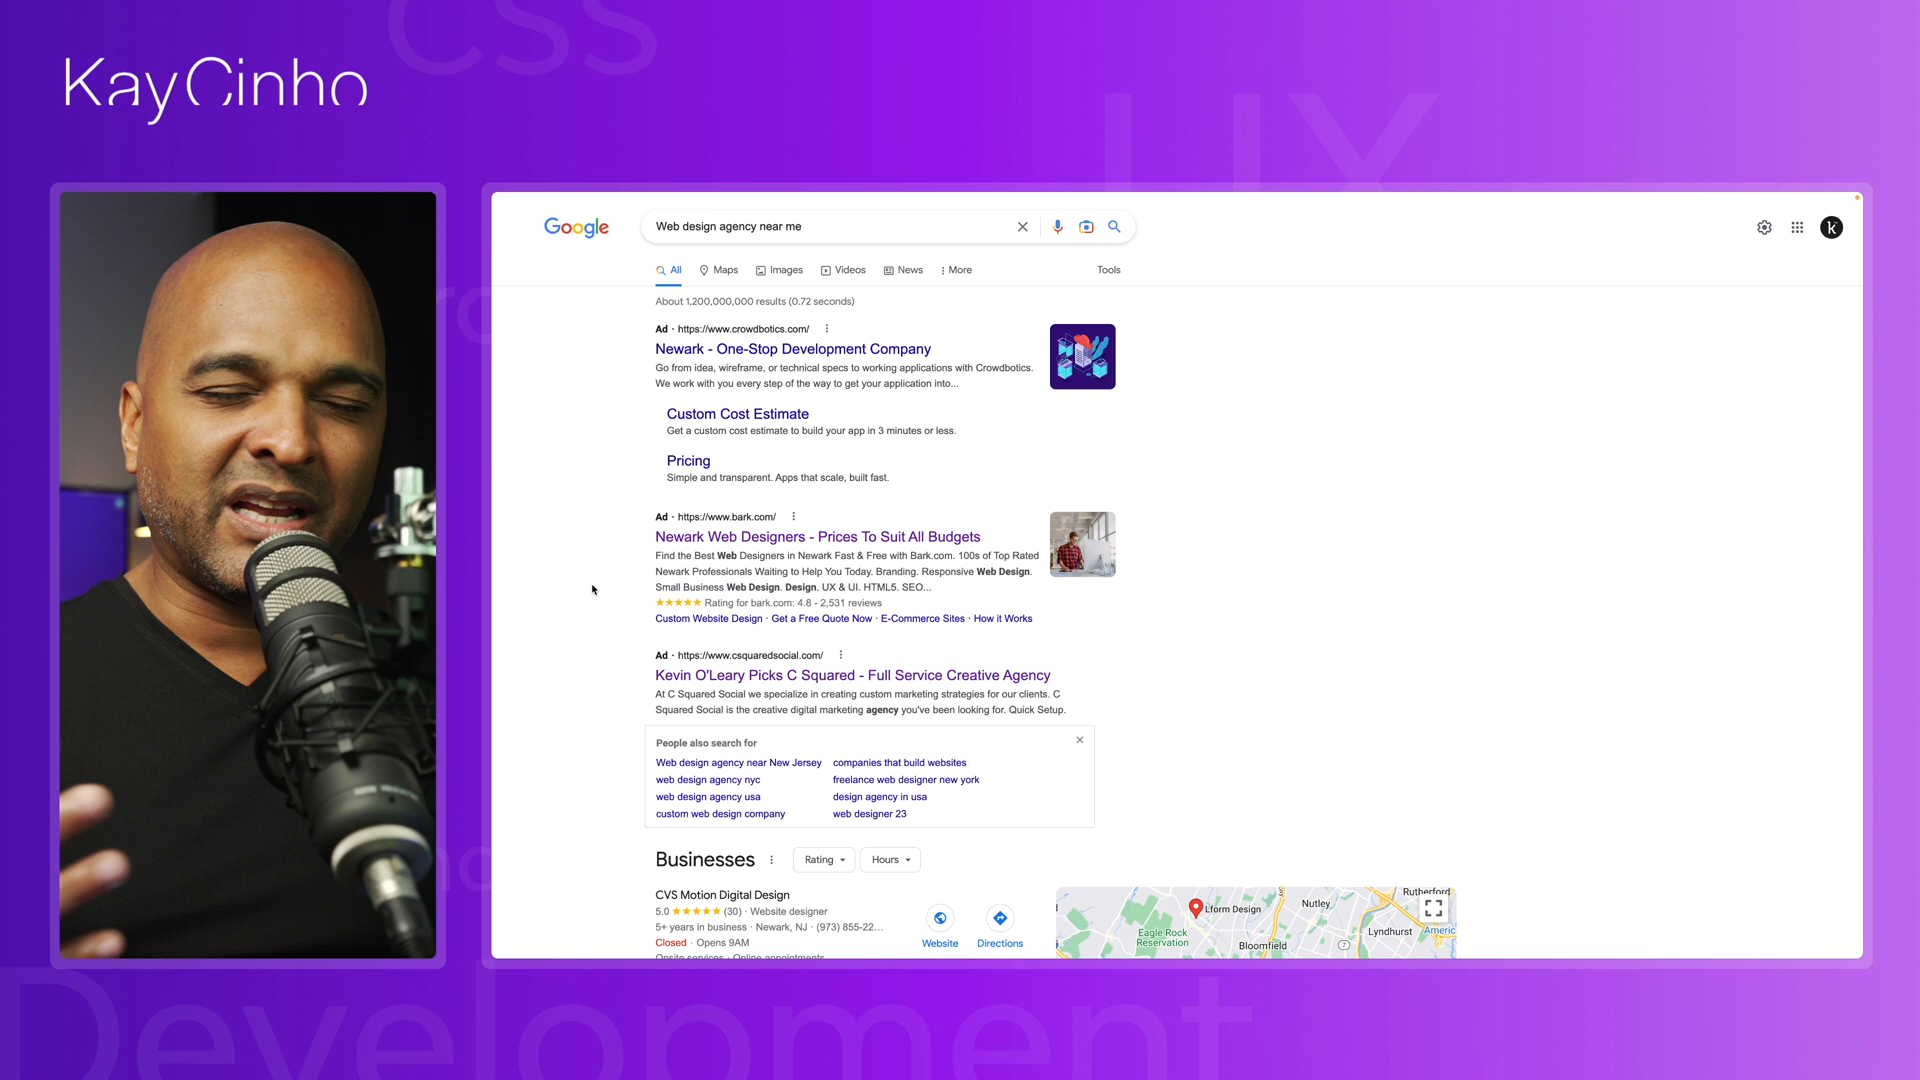 CSS
UX
KayCinho
Google
Web design agency near me
k
All
Maps
Images
Videos
News
More
Tools
About 1,200,000,000 results (0.72 seconds)
Ad · https://www.crowdbotics.com/
Newark - One-Stop Development Company
Go from idea, wireframe, or technical specs to working applications with Crowdbotics.
We work with you every step of the way to get your application into...
Custom Cost Estimate
Get a custom cost estimate to build your app in 3 minutes or less.
Pricing
Simple and transparent. Apps that scale, built fast.
Ad · https://www.bark.com/
Newark Web Designers - Prices To Suit All Budgets
Find the Best Web Designers in Newark Fast & Free with Bark.com. 100s of Top Rated
Newark Professionals Waiting to Help You Today. Branding. Responsive Web Design.
Small Business Web Design. Design. UX & UI. HTML5. SEO...
Rating for bark.com: 4.8 - 2,531 reviews
Custom Website Design · Get a Free Quote Now · E-Commerce Sites · How it Works
Ad · https://www.csquaredsocial.com/
Kevin O'Leary Picks C Squared - Full Service Creative Agency
At C Squared Social we specialize in creating custom marketing strategies for our clients. C
Squared Social is the creative digital marketing agency you've been looking for. Quick Setup.
People also search for
Web design agency near New Jersey
companies that build websites
web design agency nyc
freelance web designer new york
web design agency usa
design agency in usa
custom web design company
web designer 23
Businesses
Rating
Hours
CVS Motion Digital Design
5.0 (30) · Website designer
5+ years in business · Newark, NJ · (973) 855-22...
Closed · Opens 9AM
Onsite services · Online appointments
Website
Directions
Rutherford
Lform Design
Nutley
Eagle Rock
Reservation
Lyndhurst
Americ
Bloomfield
7
Development